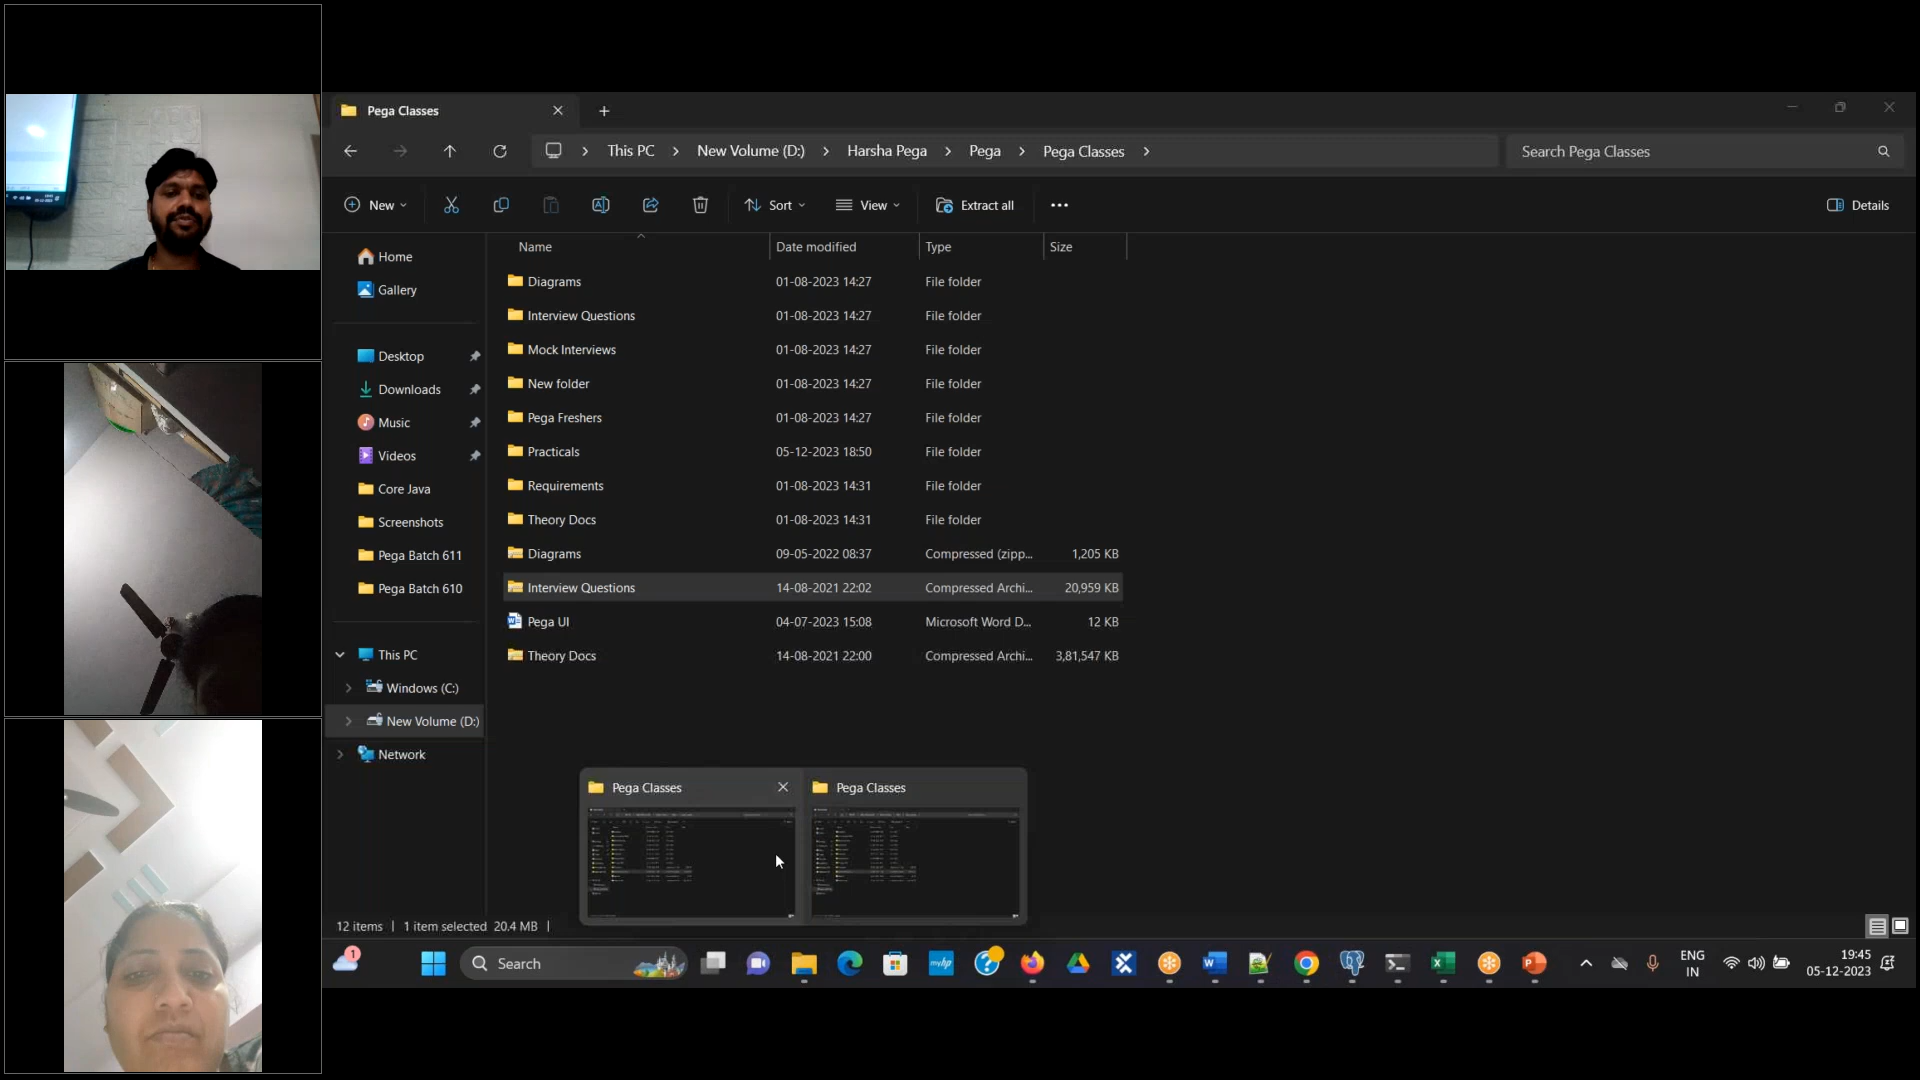 Pega Classes
This PC New Volume (D:) Harsha Pega Pega Pega Classes
Search Pega Classes
New Sort View Extract all Details
Name Date modified Type Size
Home
Gallery
Desktop
Downloads
Music
Videos
Core Java
Screenshots
Pega Batch 611
Pega Batch 610
This PC
Windows (C:)
New Volume (D:)
Network
Diagrams 01-08-2023 14:27 File folder
Interview Questions 01-08-2023 14:27 File folder
Mock Interviews 01-08-2023 14:27 File folder
New folder 01-08-2023 14:27 File folder
Pega Freshers 01-08-2023 14:27 File folder
Practicals 05-12-2023 18:50 File folder
Requirements 01-08-2023 14:31 File folder
Theory Docs 01-08-2023 14:31 File folder
Diagrams 09-05-2022 08:37 Compressed (zipp... 1,205 KB
Interview Questions 14-08-2021 22:02 Compressed Archi... 20,959 KB
Pega UI 04-07-2023 15:08 Microsoft Word D... 12 KB
Theory Docs 14-08-2021 22:00 Compressed Archi... 3,81,547 KB
Pega Classes Pega Classes
12 items 1 item selected 20.4 MB
1
Search
myhp
ENG
IN
19:45
05-12-2023